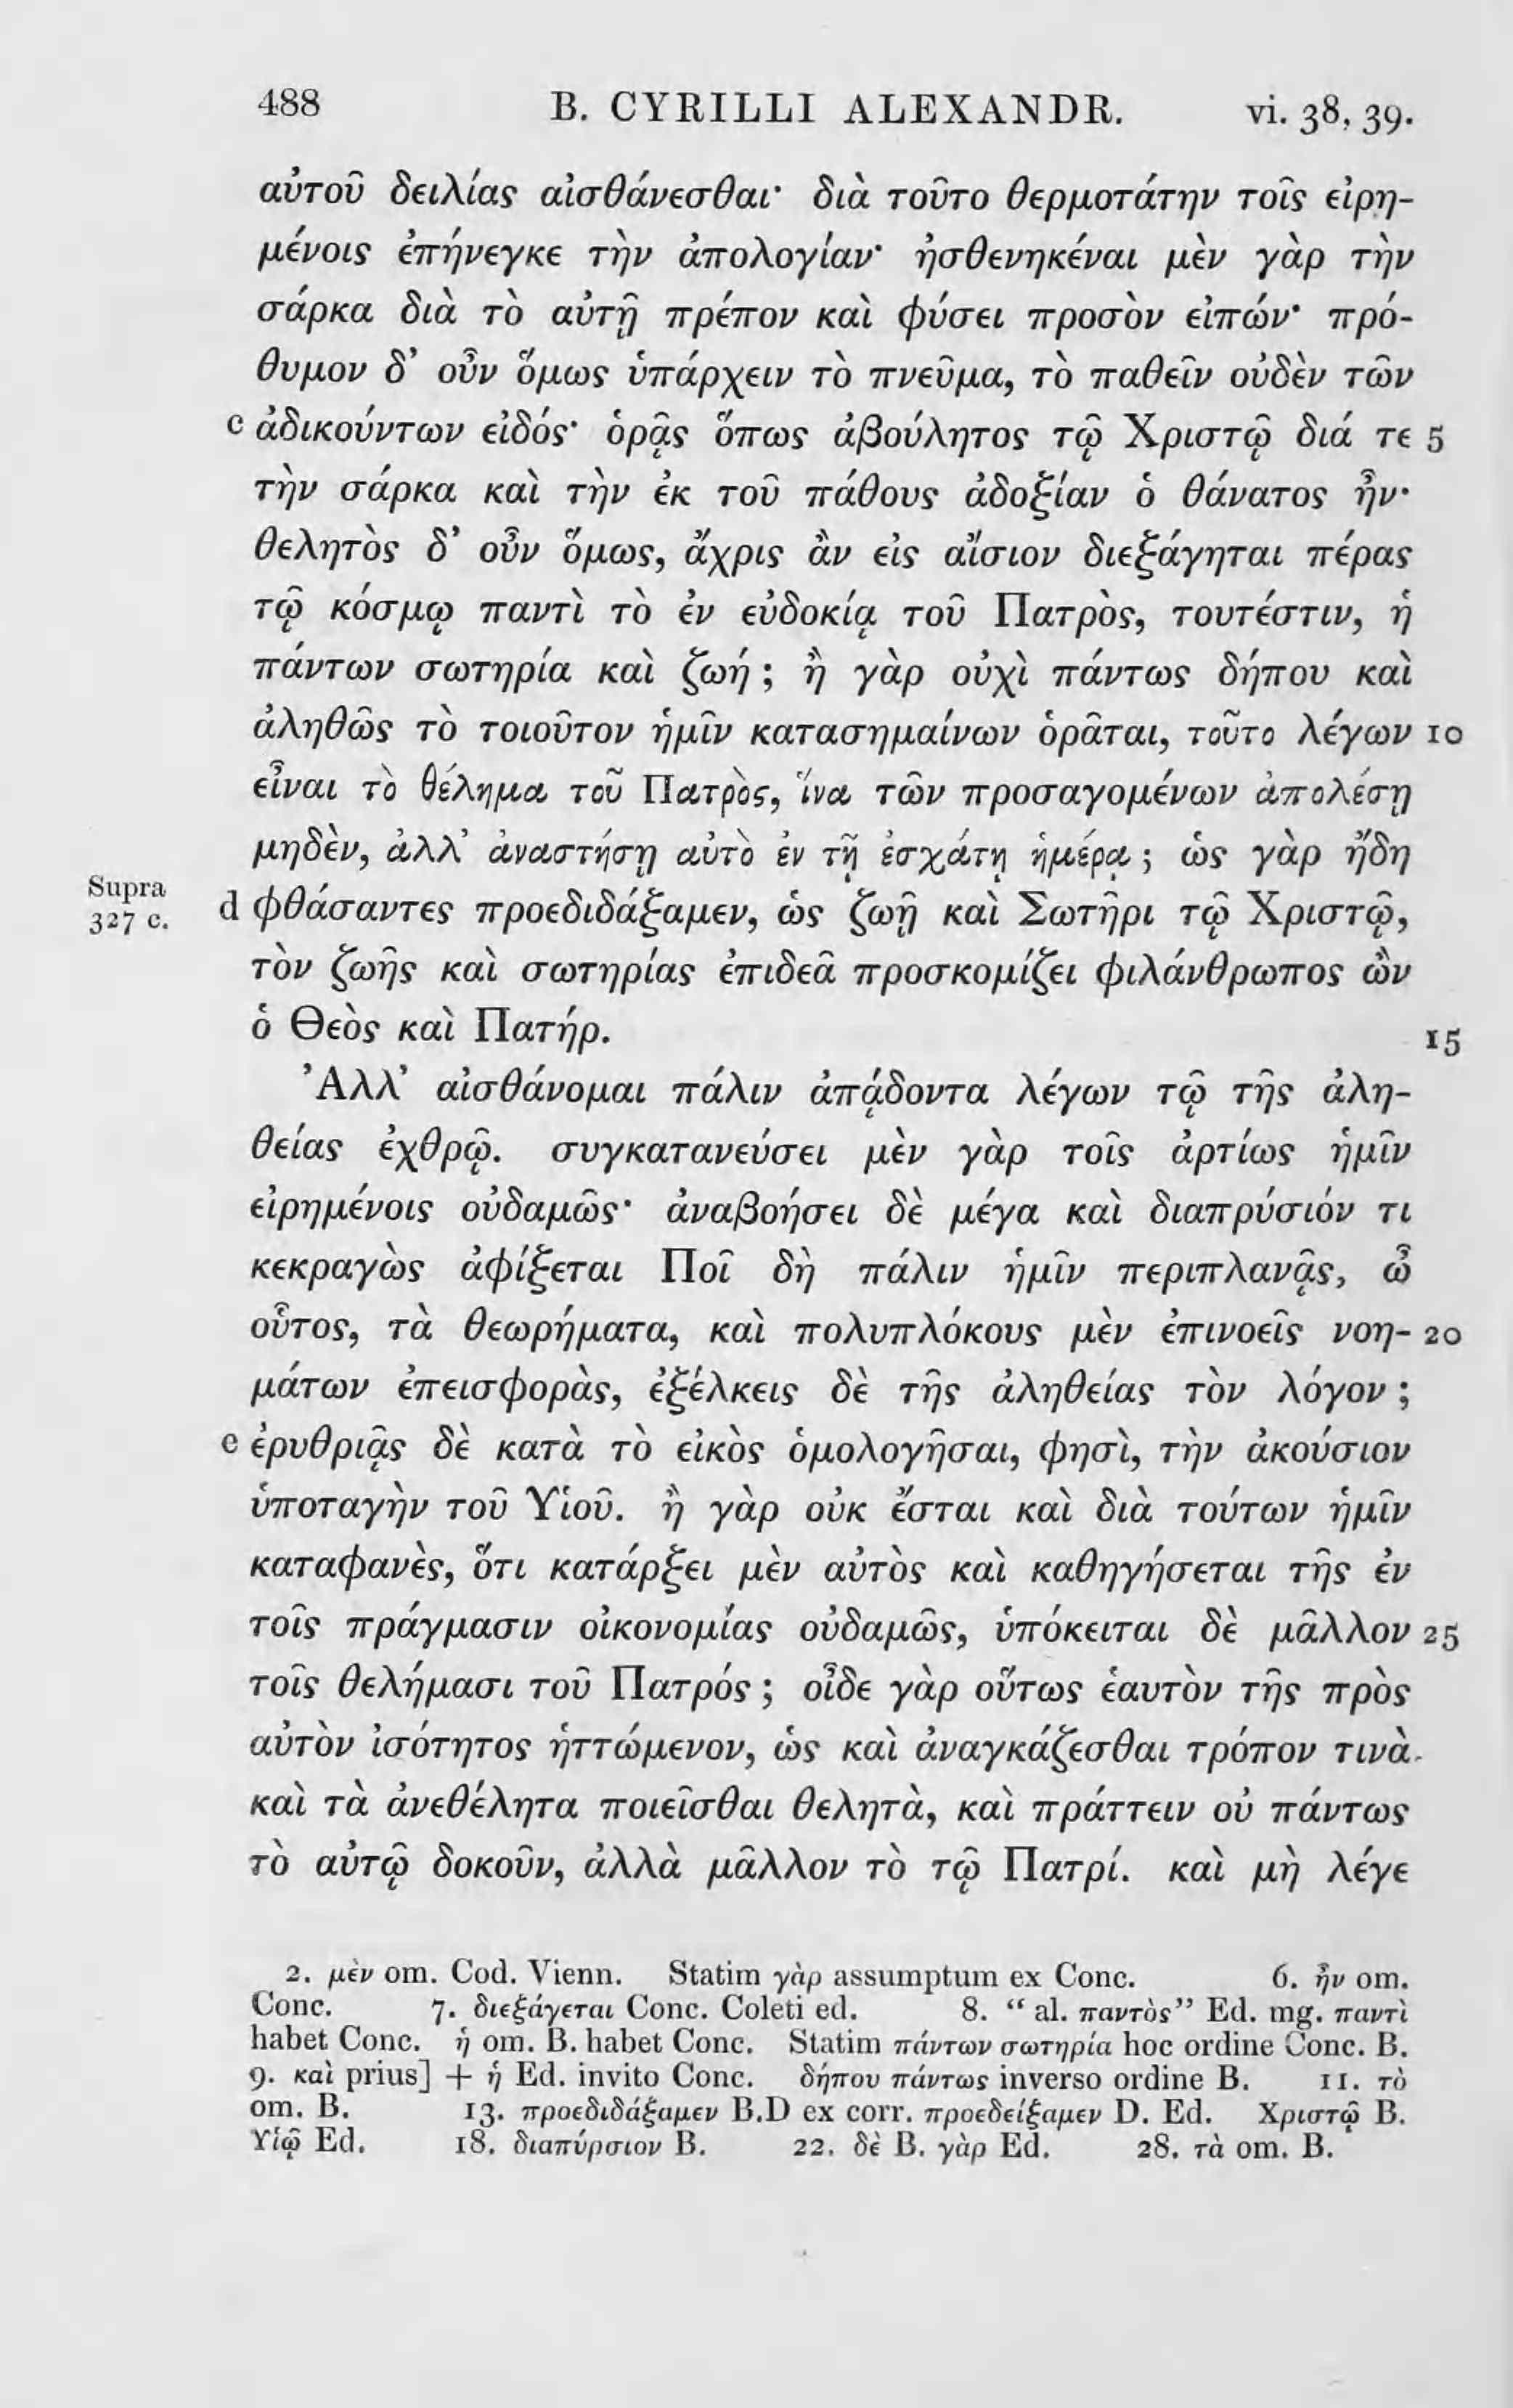 488 B. CYRILLI ALEXANDR. vi. 38, 39.
αὐτοῦ δειλίας αἰσθάνεσθαι· διὰ τοῦτο θερμοτάτην τοῖς εἰρη-
μένοις ἐπήνεγκε τὴν ἀπολογίαν· ἠσθενηκέναι μὲν γὰρ τὴν
σάρκα διὰ τὸ αὐτῇ πρέπον καὶ φύσει προσὸν εἰπών· πρό-
θυμον δ’ οὖν ὅμως ὑπάρχειν τὸ πνεῦμα, τὸ παθεῖν οὐδὲν τῶν
c ἀδικούντων εἰδός· ὁρᾷς ὅπως ἀβούλητος τῷ Χριστῷ διά τε 5
τὴν σάρκα καὶ τὴν ἐκ τοῦ πάθους ἀδοξίαν ὁ θάνατος ἦν·
θελητὸς δ’ οὖν ὅμως, ἄχρις ἂν εἰς αἴσιον διεξάγηται πέρας
τῷ κόσμῳ παντὶ τὸ ἐν εὐδοκίᾳ τοῦ Πατρὸς, τουτέστιν, ἡ
πάντων σωτηρία καὶ ζωή ; ἢ γὰρ οὐχὶ πάντως δήπου καὶ
ἀληθῶς τὸ τοιοῦτον ἡμῖν κατασημαίνων ὁρᾶται, τοῦτο λέγων 10
εἶναι τὸ θέλημα τοῦ Πατρὸς, ἵνα τῶν προσαγομένων ἀπολέσῃ
μηδὲν, ἀλλ’ ἀναστήσῃ αὐτὸ ἐν τῇ ἐσχάτῃ ἡμέρᾳ ; ὡς γὰρ ἤδη
Supra
327 c.
d φθάσαντες προεδιδάξαμεν, ὡς ζωῇ καὶ Σωτῆρι τῷ Χριστῷ,
τὸν ζωῆς καὶ σωτηρίας ἐπιδεᾶ προσκομίζει φιλάνθρωπος ὢν
ὁ Θεὸς καὶ Πατήρ. 15
Ἀλλ’ αἰσθάνομαι πάλιν ἀπᾴδοντα λέγων τῷ τῆς ἀλη-
θείας ἐχθρῷ. συγκατανεύσει μὲν γὰρ τοῖς ἀρτίως ἡμῖν
εἰρημένοις οὐδαμῶς· ἀναβοήσει δὲ μέγα καὶ διαπρύσιόν τι
κεκραγὼς ἀφίξεται Ποῖ δὴ πάλιν ἡμῖν περιπλανᾷς, ὦ
οὗτος, τὰ θεωρήματα, καὶ πολυπλόκους μὲν ἐπινοεῖς νοη- 20
μάτων ἐπεισφορὰς, ἐξέλκεις δὲ τῆς ἀληθείας τὸν λόγον ;
e ἐρυθριᾷς δὲ κατὰ τὸ εἰκὸς ὁμολογῆσαι, φησὶ, τὴν ἀκούσιον
ὑποταγὴν τοῦ Υἱοῦ. ἢ γὰρ οὐκ ἔσται καὶ διὰ τούτων ἡμῖν
καταφανὲς, ὅτι κατάρξει μὲν αὐτὸς καὶ καθηγήσεται τῆς ἐν
τοῖς πράγμασιν οἰκονομίας οὐδαμῶς, ὑπόκειται δὲ μᾶλλον 25
τοῖς θελήμασι τοῦ Πατρός ; οἶδε γὰρ οὕτως ἑαυτὸν τῆς πρὸς
αὐτὸν ἰσότητος ἡττώμενον, ὡς καὶ ἀναγκάζεσθαι τρόπον τινὰ
καὶ τὰ ἀνεθέλητα ποιεῖσθαι θελητὰ, καὶ πράττειν οὐ πάντως
τὸ αὐτῷ δοκοῦν, ἀλλὰ μᾶλλον τὸ τῷ Πατρί. καὶ μὴ λέγε
2. μὲν om. Cod. Vienn. Statim γὰρ assumptum ex Conc. 6. ἦν om.
Conc. 7. διεξάγεται Conc. Coleti ed. 8. “ al. παντὸς” Ed. mg. παντὶ
habet Conc. ἡ om. B. habet Conc. Statim πάντων σωτηρία hoc ordine Conc. B.
9. καὶ prius] + ἡ Ed. invito Conc. δήπου πάντως inverso ordine B. 11. τὸ
om. B. 13. προεδιδάξαμεν B.D ex corr. προεδείξαμεν D. Ed. Χριστῷ B.
Υἱῷ Ed. 18. διαπύρσιον B. 22. δὲ B. γὰρ Ed. 28. τὰ om. B.